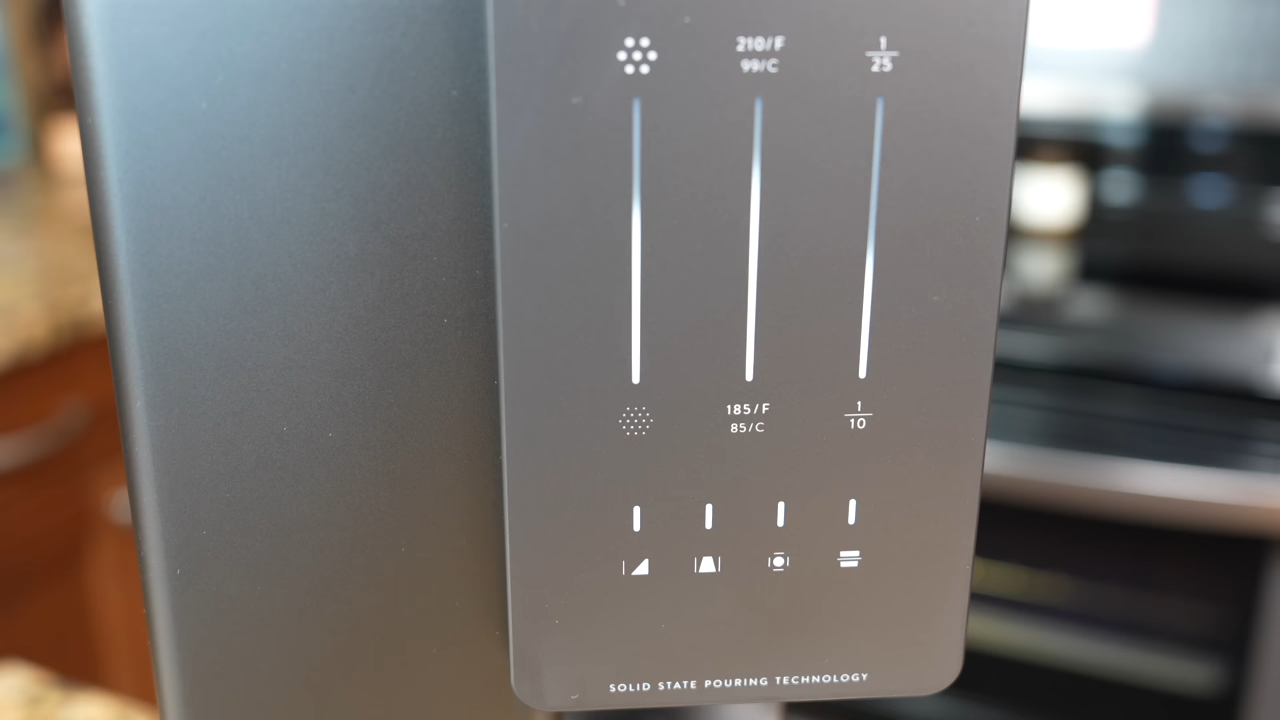 210/F
99/C
1
25
185/F
85/C
1
10
SOLID STATE POURING TECHNOLOGY